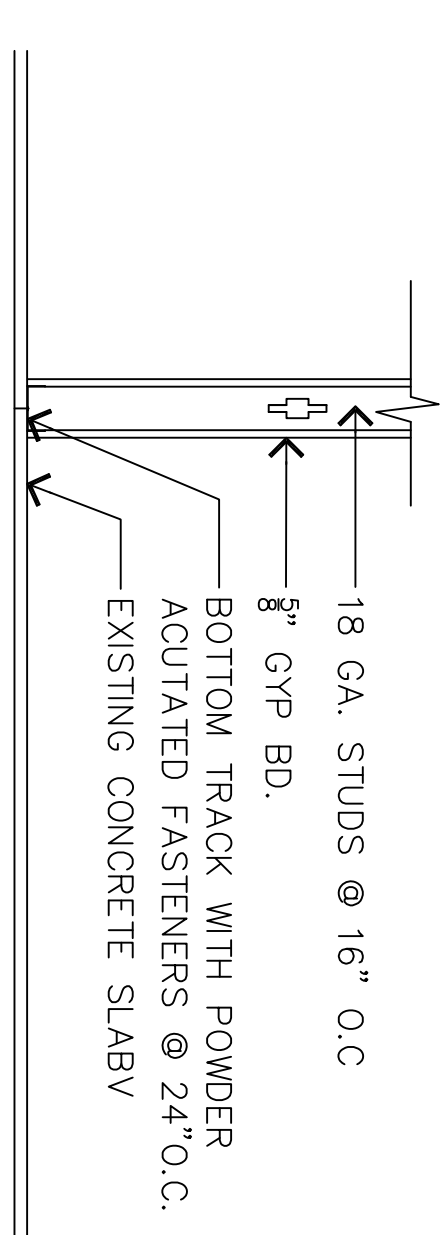 18 GA. STUDS @ 16" O.C
5/8" GYP BD.
BOTTOM TRACK WITH POWDER
ACUTATED FASTENERS @ 24"O.C.
EXISTING CONCRETE SLABV